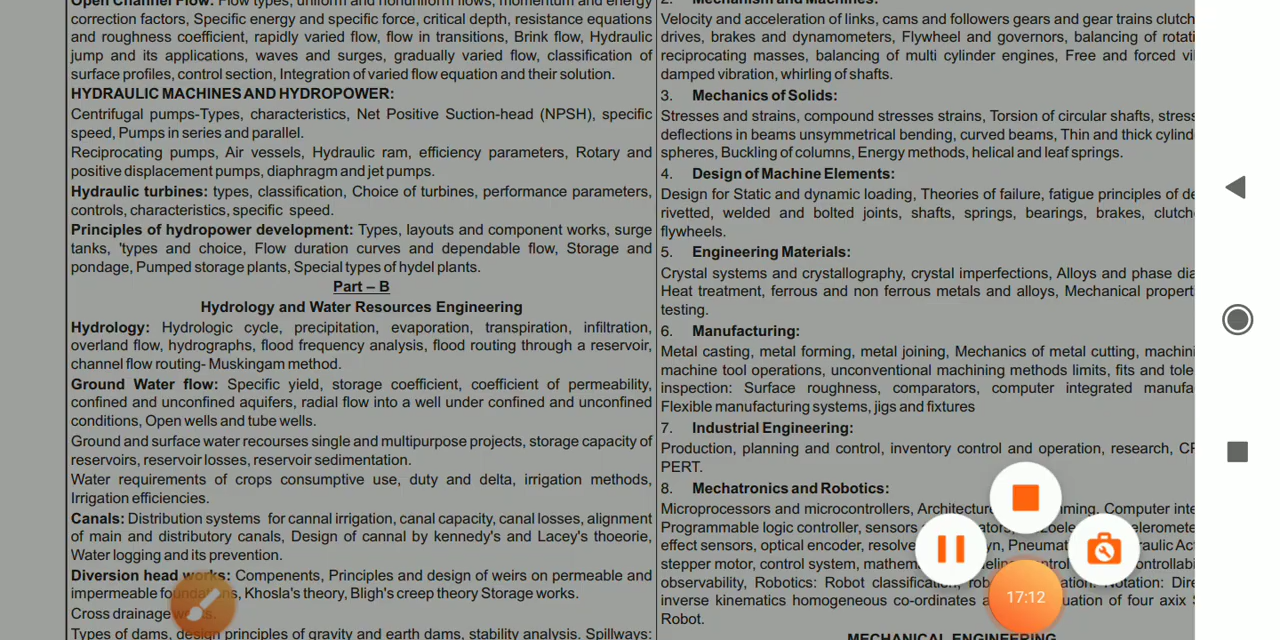 Open Channel Flow: Flow types, uniform and nonuniform flows, momentum and energy
correction factors, Specific energy and specific force, critical depth, resistance equations
and roughness coefficient, rapidly varied flow, flow in transitions, Brink flow, Hydraulic
jump and its applications, waves and surges, gradually varied flow, classification of
surface profiles, control section, Integration of varied flow equation and their solution.
HYDRAULIC MACHINES AND HYDROPOWER:
Centrifugal pumps-Types, characteristics, Net Positive Suction-head (NPSH), specific
speed, Pumps in series and parallel.
Reciprocating pumps, Air vessels, Hydraulic ram, efficiency parameters, Rotary and
positive displacement pumps, diaphragm and jet pumps.
Hydraulic turbines: types, classification, Choice of turbines, performance parameters,
controls, characteristics, specific speed.
Principles of hydropower development: Types, layouts and component works, surge
tanks, 'types and choice, Flow duration curves and dependable flow, Storage and
pondage, Pumped storage plants, Special types of hydel plants.
Part – B
Hydrology and Water Resources Engineering
Hydrology: Hydrologic cycle, precipitation, evaporation, transpiration, infiltration,
overland flow, hydrographs, flood frequency analysis, flood routing through a reservoir,
channel flow routing- Muskingam method.
Ground Water flow: Specific yield, storage coefficient, coefficient of permeability,
confined and unconfined aquifers, radial flow into a well under confined and unconfined
conditions, Open wells and tube wells.
Ground and surface water recourses single and multipurpose projects, storage capacity of
reservoirs, reservoir losses, reservoir sedimentation.
Water requirements of crops consumptive use, duty and delta, irrigation methods,
Irrigation efficiencies.
Canals: Distribution systems for cannal irrigation, canal capacity, canal losses, alignment
of main and distributory canals, Design of cannal by kennedy's and Lacey's thoeorie,
Water logging and its prevention.
Diversion head works: Components, Principles and design of weirs on permeable and
impermeable foundations, Khosla's theory, Bligh's creep theory Storage works.
Cross drainage
Types of dams, design principles of gravity and earth dams, stability analysis. Spillways:
2. Mechanism and Machines:
Velocity and acceleration of links, cams and followers gears and gear trains clutch
drives, brakes and dynamometers, Flywheel and governors, balancing of rotati
reciprocating masses, balancing of multi cylinder engines, Free and forced vi
damped vibration, whirling of shafts.
3. Mechanics of Solids:
Stresses and strains, compound stresses strains, Torsion of circular shafts, stress
deflections in beams unsymmetrical bending, curved beams, Thin and thick cylind
spheres, Buckling of columns, Energy methods, helical and leaf springs.
4. Design of Machine Elements:
Design for Static and dynamic loading, Theories of failure, fatigue principles of de
rivetted, welded and bolted joints, shafts, springs, bearings, brakes, clutch
flywheels.
5. Engineering Materials:
Crystal systems and crystallography, crystal imperfections, Alloys and phase dia
Heat treatment, ferrous and non ferrous metals and alloys, Mechanical propert
testing.
6. Manufacturing:
Metal casting, metal forming, metal joining, Mechanics of metal cutting, machini
machine tool operations, unconventional machining methods limits, fits and tole
inspection: Surface roughness, comparators, computer integrated manufa
Flexible manufacturing systems, jigs and fixtures
7. Industrial Engineering:
Production, planning and control, inventory control and operation, research, CP
PERT.
8. Mechatronics and Robotics:
Microprocessors and microcontrollers, Architectur mming. Computer inte
Programmable logic controller, sensors
effect sensors, optical encoder, resolve Pneumat
stepper motor, control system, mathem
observability, Robotics: Robot classification, Notation: Dire
inverse kinematics homogeneous co-ordinates uation of four axix
Robot.
MECHANICAL ENGINEERING
17:12